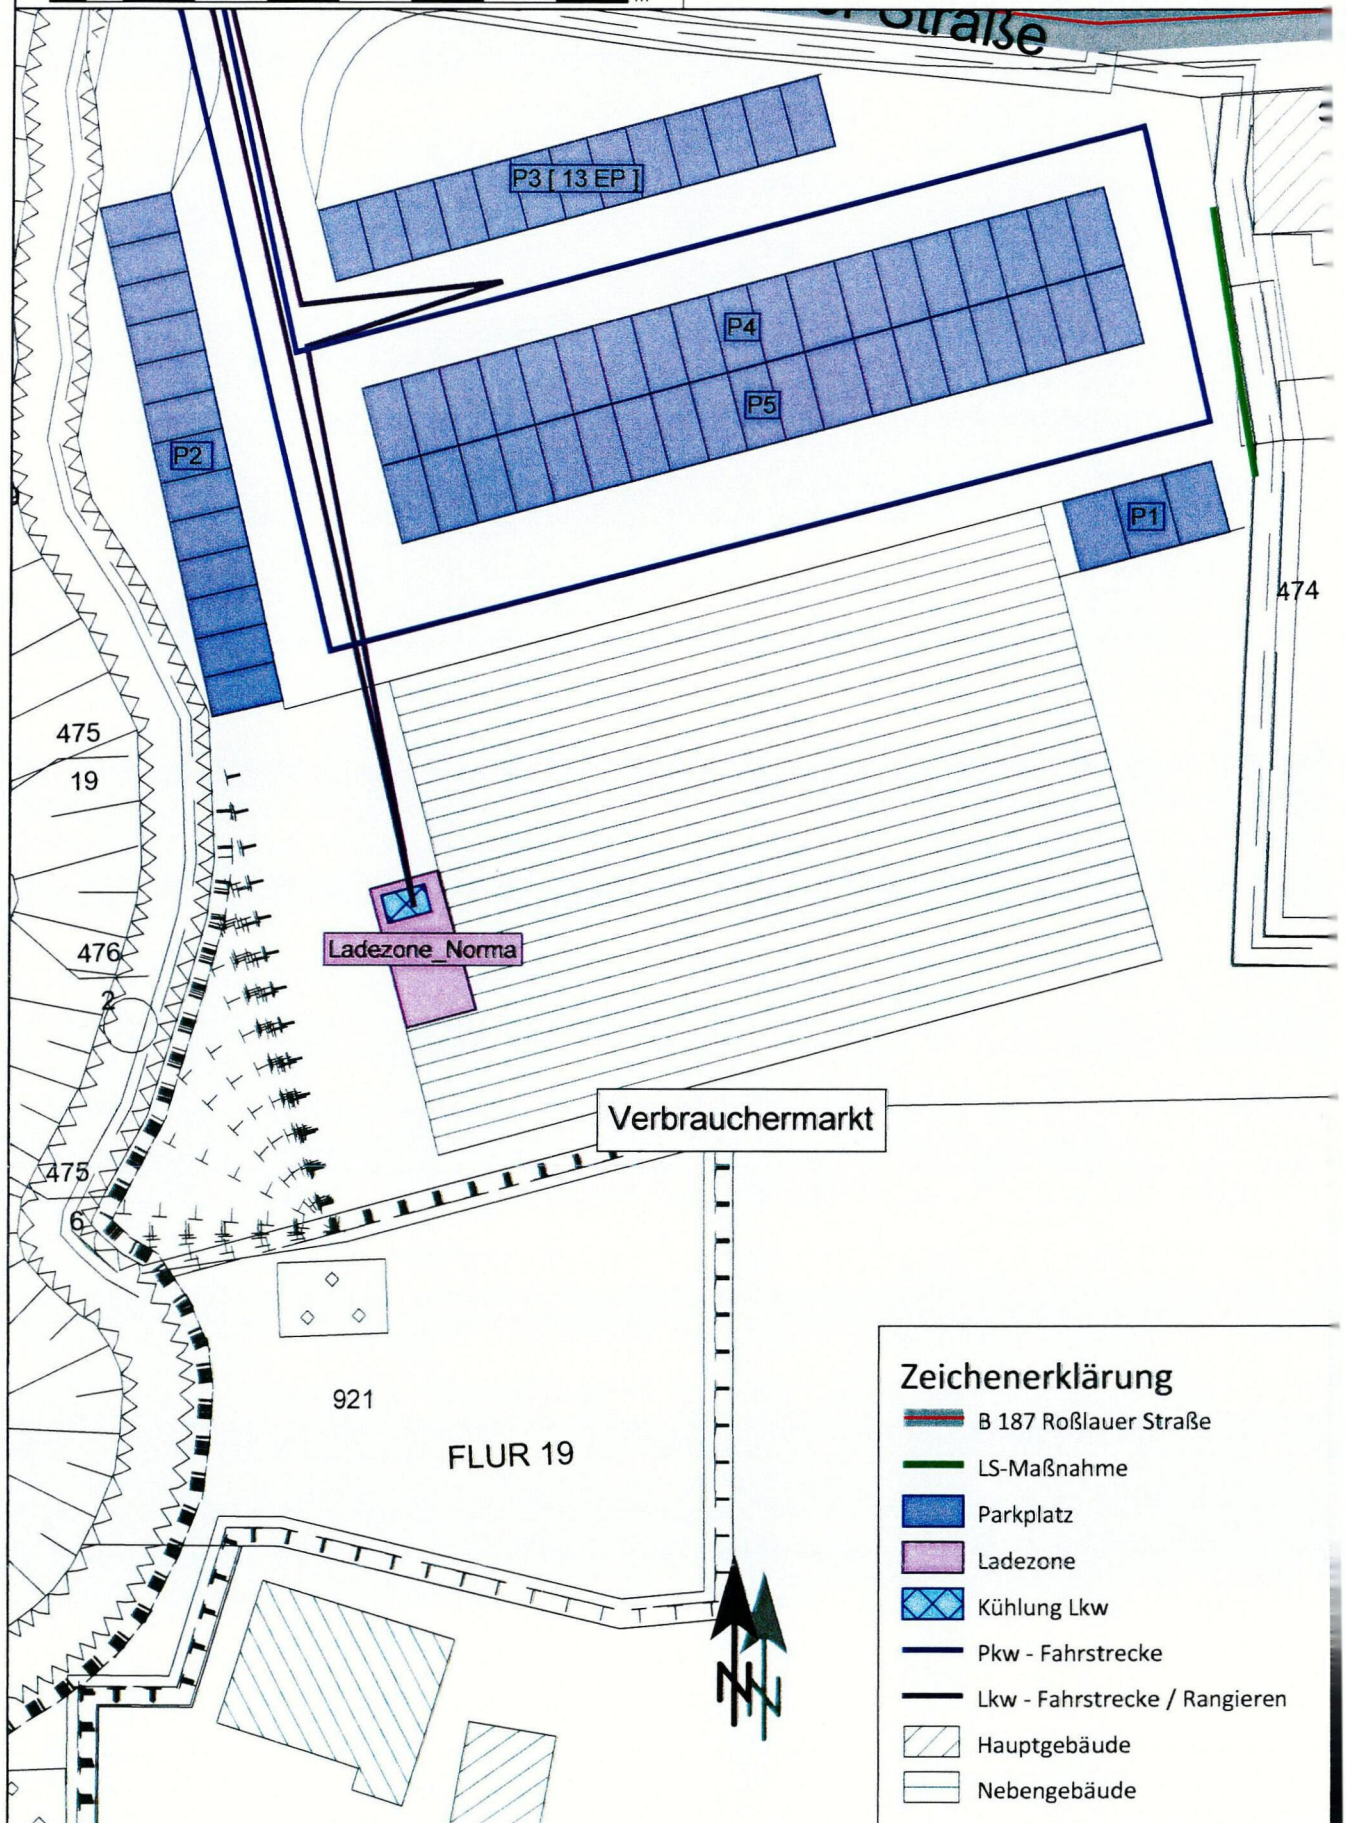 Straße
P3 [ 13 EP ]
P4
P5
P2
P1
474
475
19
Ladezone_Norma
476
2
Verbrauchermarkt
475
6
921
FLUR 19
N N
Zeichenerklärung
B 187 Roßlauer Straße
LS-Maßnahme
Parkplatz
Ladezone
Kühlung Lkw
Pkw - Fahrstrecke
Lkw - Fahrstrecke / Rangieren
Hauptgebäude
Nebengebäude